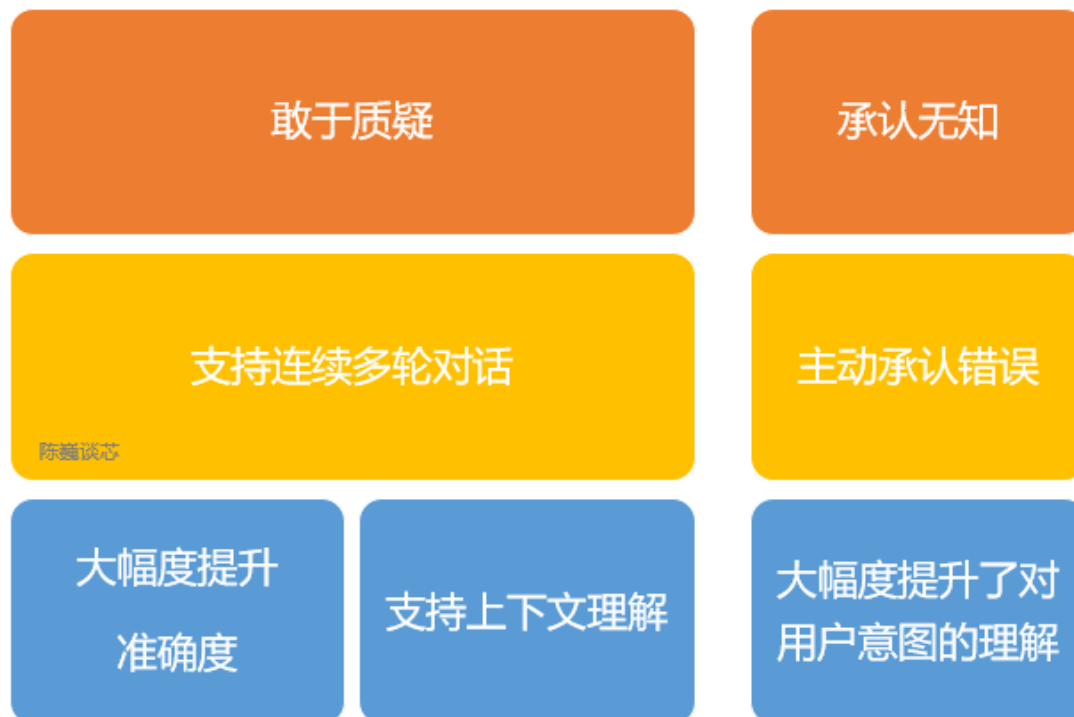 敢于质疑
承认无知
支持连续多轮对话
主动承认错误
陈巍谈芯
大幅度提升
准确度
支持上下文理解
大幅度提升了对
用户意图的理解